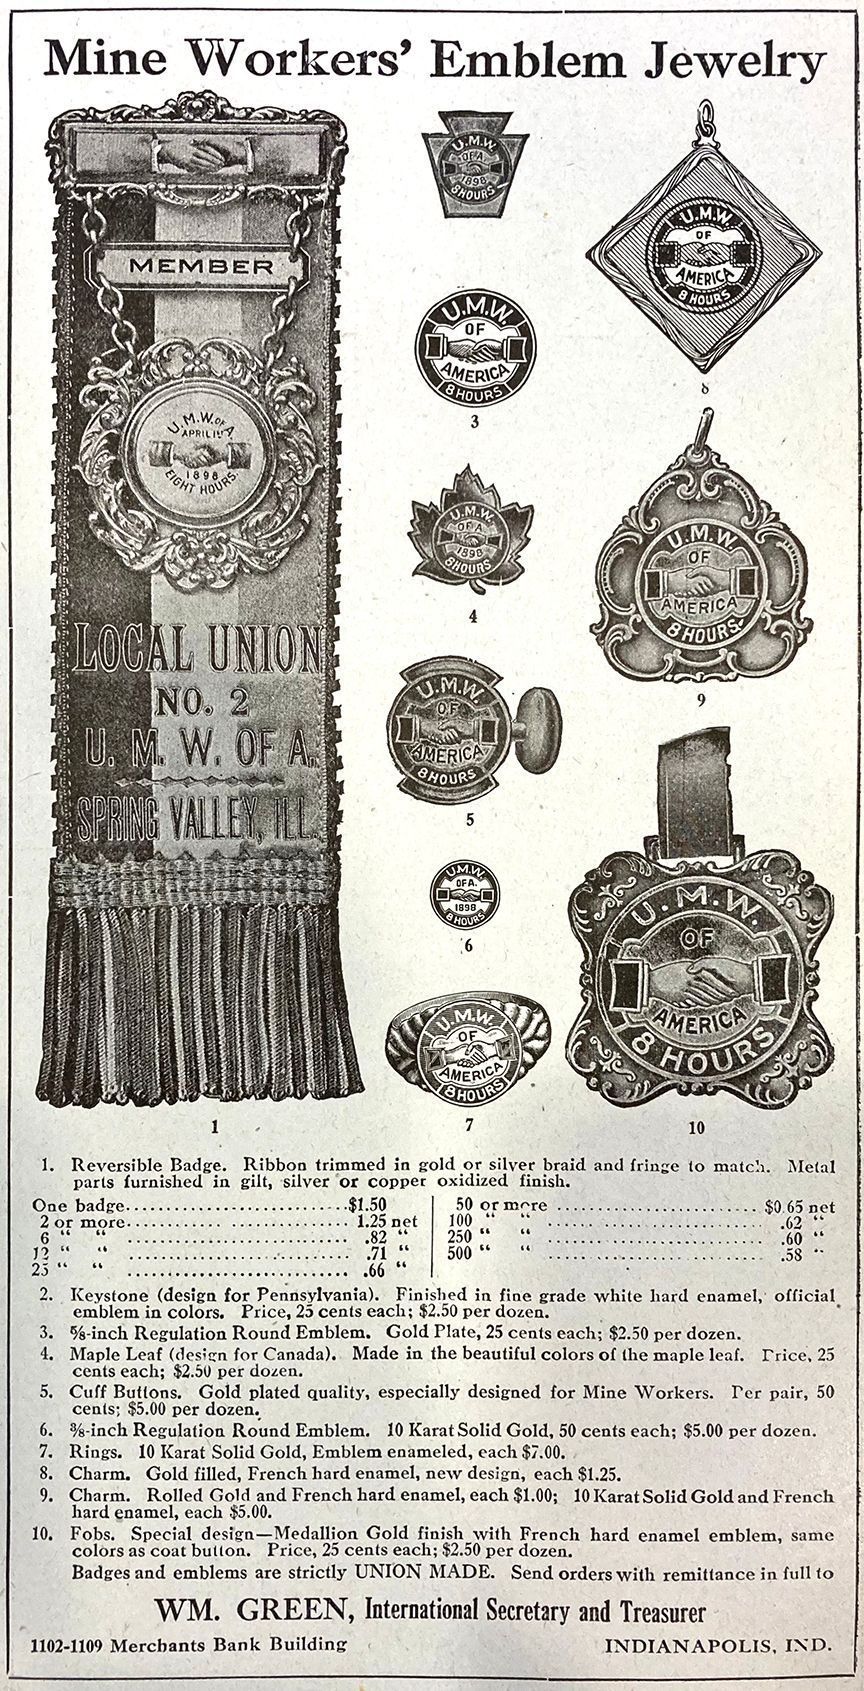 Mine Workers' Emblem Jewelry
MEMBER
U.M.W. OF A.
APRIL 1ST
1898
EIGHT HOURS.
LOCAL UNION
NO. 2
U. M. W. OF A.
SPRING VALLEY, ILL.
1
U.M.W.
OF A.
1898
8 HOURS
U.M.W.
OF
AMERICA
8 HOURS
3
U.M.W.
OF A.
1898
8 HOURS
4
U.M.W.
OF
AMERICA
8 HOURS
5
U.M.W.
OF A.
1898
8 HOURS
6
U.M.W.
OF
AMERICA
8 HOURS
7
U.M.W.
OF
AMERICA
8 HOURS
8
U.M.W.
OF
AMERICA
8 HOURS
9
U.M.W.
OF
AMERICA
8 HOURS
10
1. Reversible Badge. Ribbon trimmed in gold or silver braid and fringe to match. Metal
parts furnished in gilt, silver or copper oxidized finish.
One badge..............................$1.50
2 or more..............................1.25 net
6 “ “ ..............................82 “
12 “ “ ..............................71 “
25 “ “ ..............................66 “
50 or more ..............................$0 65 net
100 “ “ ..............................62 “
250 “ “ ..............................60 “
500 “ “ ..............................58 “
2. Keystone (design for Pennsylvania). Finished in fine grade white hard enamel, official
emblem in colors. Price, 25 cents each; $2.50 per dozen.
3. ⅝-inch Regulation Round Emblem. Gold Plate, 25 cents each; $2.50 per dozen.
4. Maple Leaf (design for Canada). Made in the beautiful colors of the maple leaf. Price, 25
cents each; $2.50 per dozen.
5. Cuff Buttons. Gold plated quality, especially designed for Mine Workers. Per pair, 50
cents; $5.00 per dozen.
6. ⅜-inch Regulation Round Emblem. 10 Karat Solid Gold, 50 cents each; $5.00 per dozen.
7. Rings. 10 Karat Solid Gold, Emblem enameled, each $7.00.
8. Charm. Gold filled, French hard enamel, new design, each $1.25.
9. Charm. Rolled Gold and French hard enamel, each $1.00; 10 Karat Solid Gold and French
hard enamel, each $5.00.
10. Fobs. Special design—Medallion Gold finish with French hard enamel emblem, same
colors as coat button. Price, 25 cents each; $2.50 per dozen.
Badges and emblems are strictly UNION MADE. Send orders with remittance in full to
WM. GREEN, International Secretary and Treasurer
1102-1109 Merchants Bank Building INDIANAPOLIS, IND.